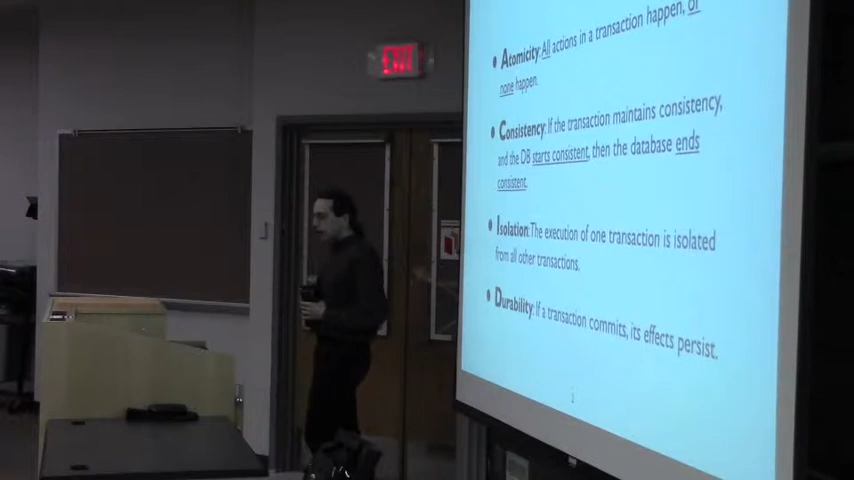 EXIT
• Atomicity: All actions in a transaction happen, or
none happen.
• Consistency: If the transaction maintains consistency,
and the DB starts consistent, then the database ends
consistent.
• Isolation: The execution of one transaction is isolated
from all other transactions.
• Durability: If a transaction commits, its effects persist.